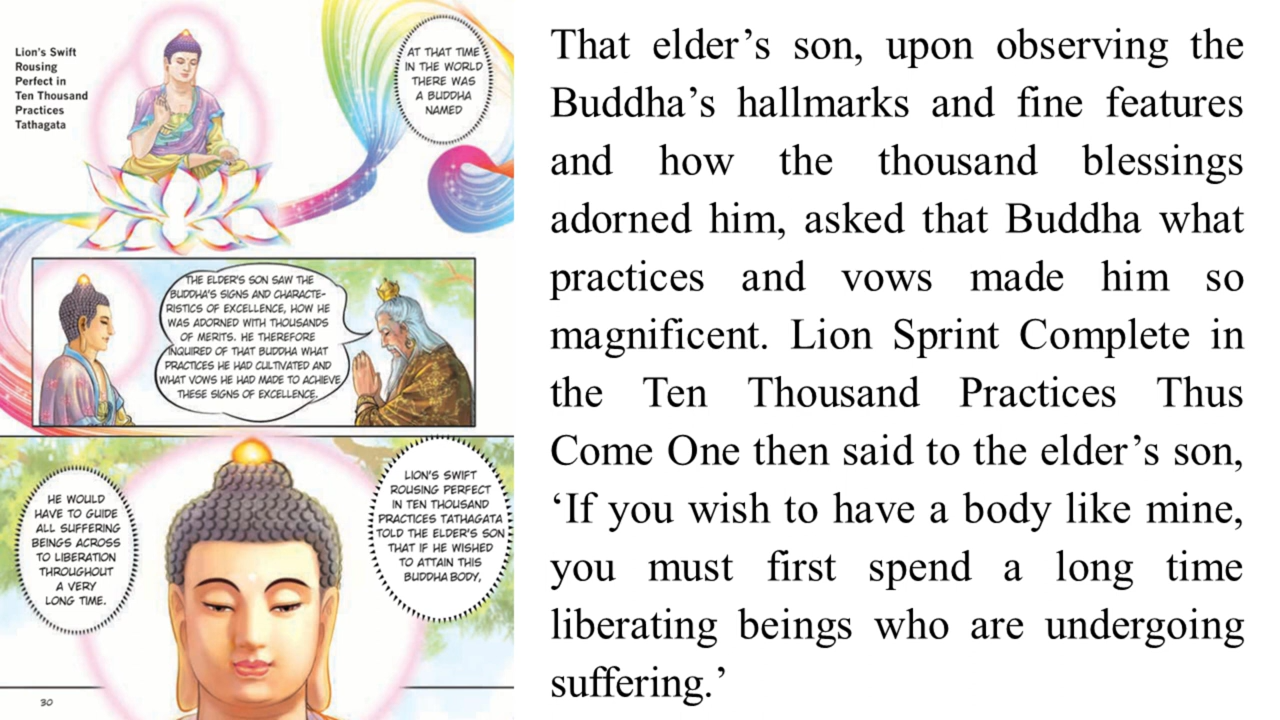 Lion's Swift
Rousing
Perfect in
Ten Thousand
Practices
Tathagata
AT THAT TIME
IN THE WORLD
THERE WAS
A BUDDHA
NAMED
THE ELDER'S SON SAW THE
BUDDHA'S SIGNS AND CHARACTE-
RISTICS OF EXCELLENCE, HOW HE
WAS ADORNED WITH THOUSANDS
OF MERITS. HE THEREFORE
INQUIRED OF THAT BUDDHA WHAT
PRACTICES HE HAD CULTIVATED AND
WHAT VOWS HE HAD MADE TO ACHIEVE
THESE SIGNS OF EXCELLENCE.
LION'S SWIFT
ROUSING PERFECT
IN TEN THOUSAND
PRACTICES TATHAGATA
TOLD THE ELDER'S SON
THAT IF HE WISHED
TO ATTAIN THIS
BUDDHA BODY,
HE WOULD
HAVE TO GUIDE
ALL SUFFERING
BEINGS ACROSS
TO LIBERATION
THROUGHOUT
A VERY
LONG TIME.
30
That elder’s son, upon observing the
Buddha’s hallmarks and fine features
and how the thousand blessings
adorned him, asked that Buddha what
practices and vows made him so
magnificent. Lion Sprint Complete in
the Ten Thousand Practices Thus
Come One then said to the elder’s son,
‘If you wish to have a body like mine,
you must first spend a long time
liberating beings who are undergoing
suffering.’